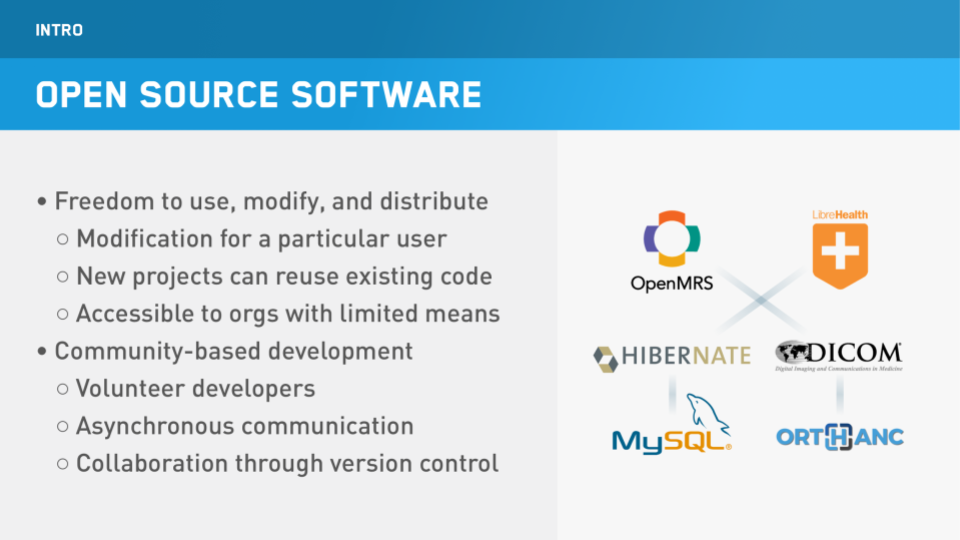 INTRO
OPEN SOURCE SOFTWARE
• Freedom to use, modify, and distribute
○ Modification for a particular user
○ New projects can reuse existing code
○ Accessible to orgs with limited means
• Community-based development
○ Volunteer developers
○ Asynchronous communication
○ Collaboration through version control
LibreHealth
OpenMRS
HIBERNATE
DICOM
Digital Imaging and Communications in Medicine
MySQL®
ORTHANC